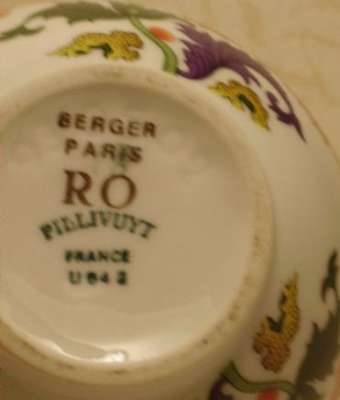 BERGER
PARIS
RO
PILLIVUYT
FRANCE
U 64 2